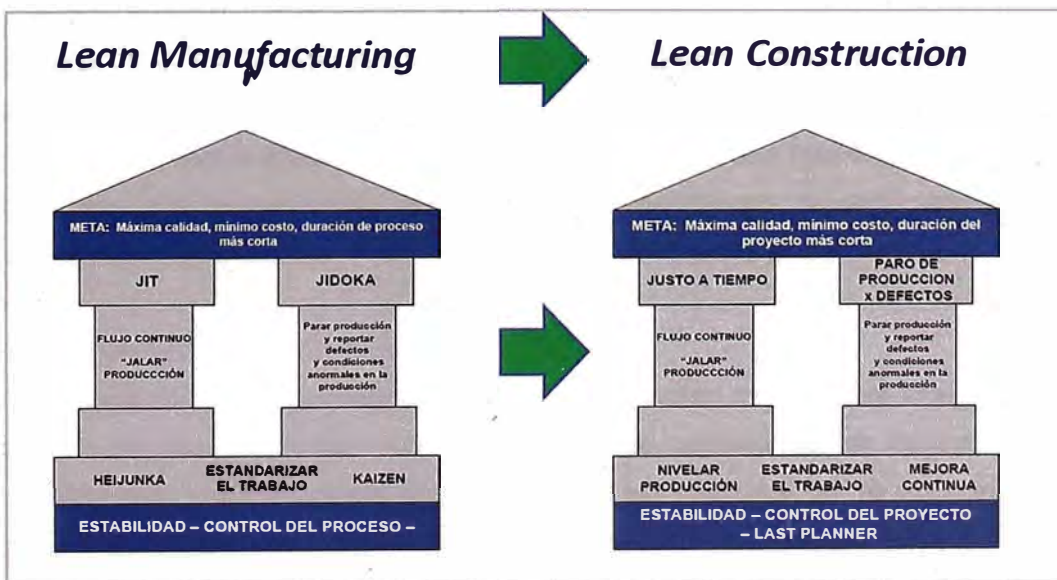 Lean Manufacturing
META: Máxima calidad, mínimo costo, duración de proceso
más corta
JIT
JIDOKA
FLUJO CONTINUO
"JALAR"
PRODUCCCIÓN
Parar producción
y reportar
defectos
y condiciones
anormales en la
producción
HEIJUNKA
ESTANDARIZAR
EL TRABAJO
KAIZEN
ESTABILIDAD – CONTROL DEL PROCESO –
Lean Construction
META: Máxima calidad, mínimo costo, duración del
proyecto más corta
JUSTO A TIEMPO
PARO DE
PRODUCCION
x DEFECTOS
FLUJO CONTINUO
"JALAR"
PRODUCCCIÓN
Parar producción
y reportar
defectos
y condiciones
anormales en la
producción
NIVELAR
PRODUCCIÓN
ESTANDARIZAR
EL TRABAJO
MEJORA
CONTINUA
ESTABILIDAD – CONTROL DEL PROYECTO
– LAST PLANNER